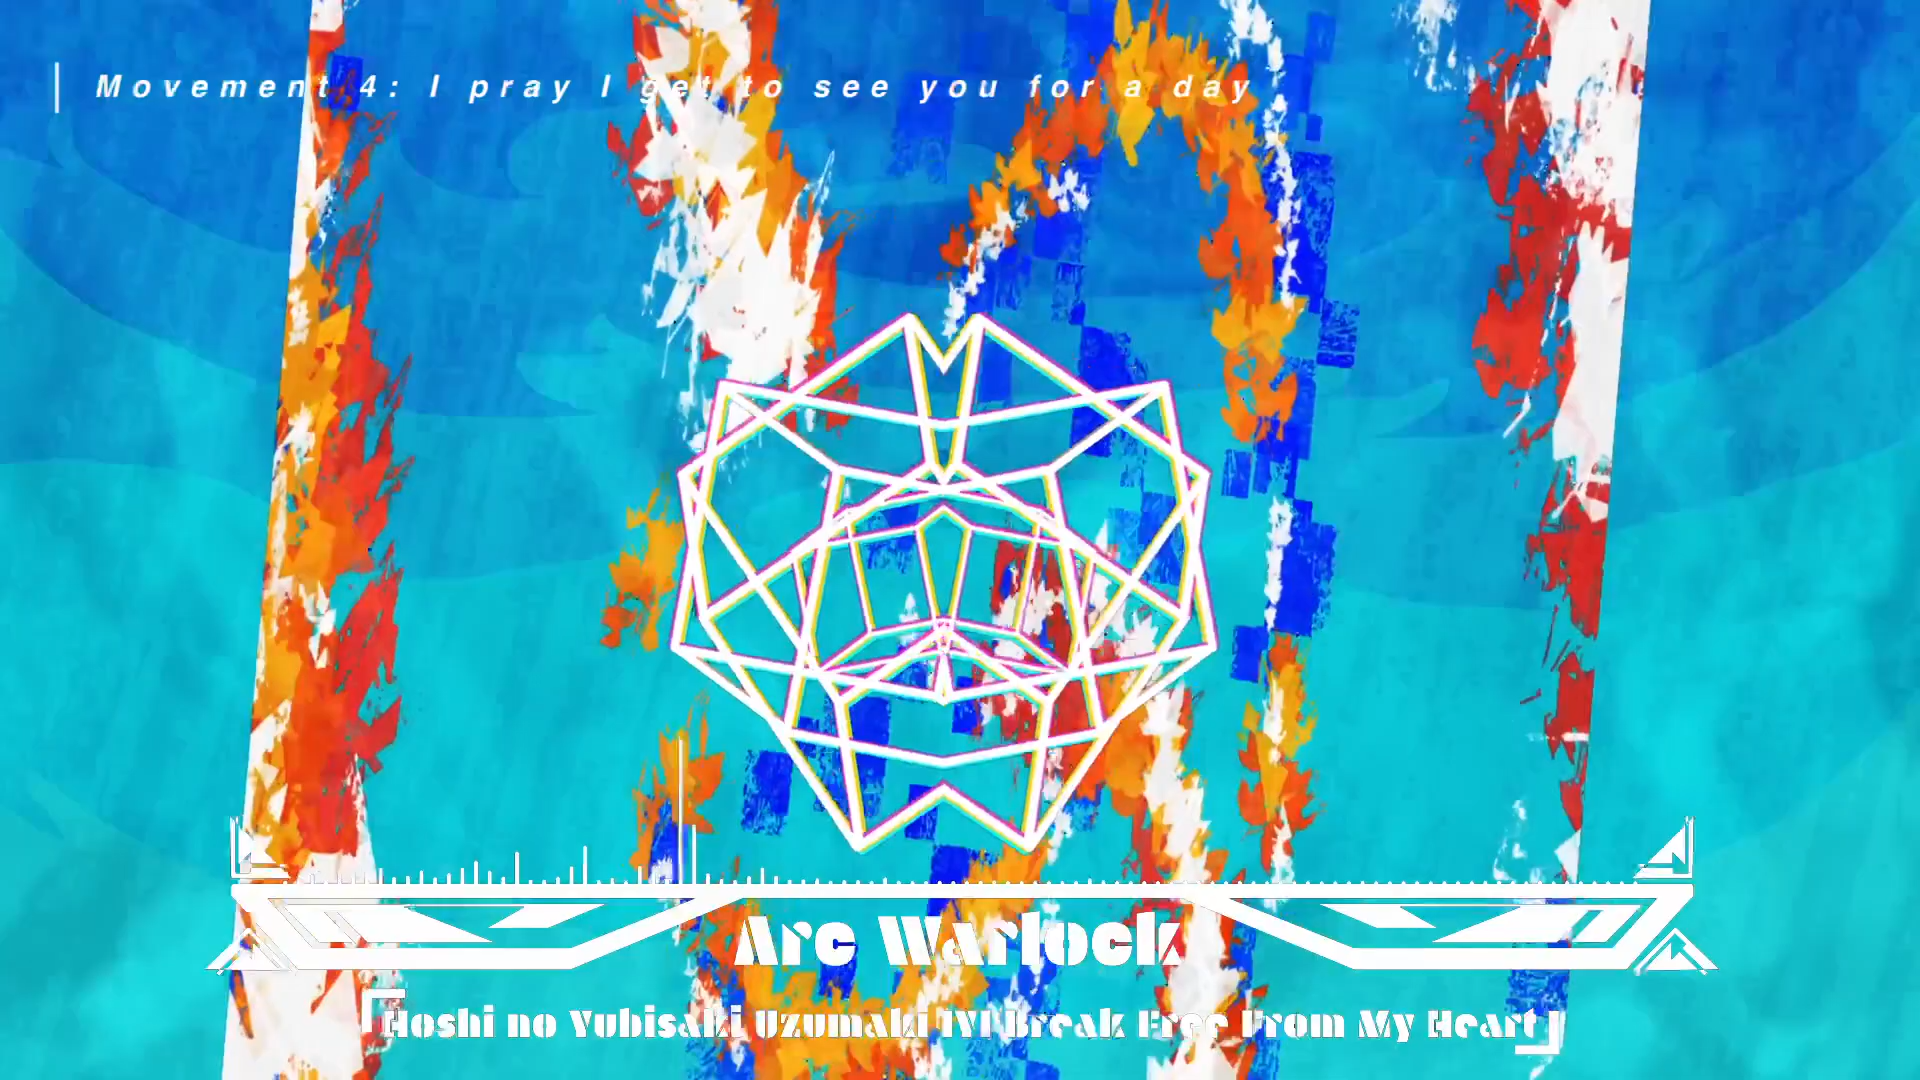 Movement 4: I pray I get to see you for a day
Arc Warlock
「Hoshi no Yubisaki Uzumaki IVI Break Free From My Heart」